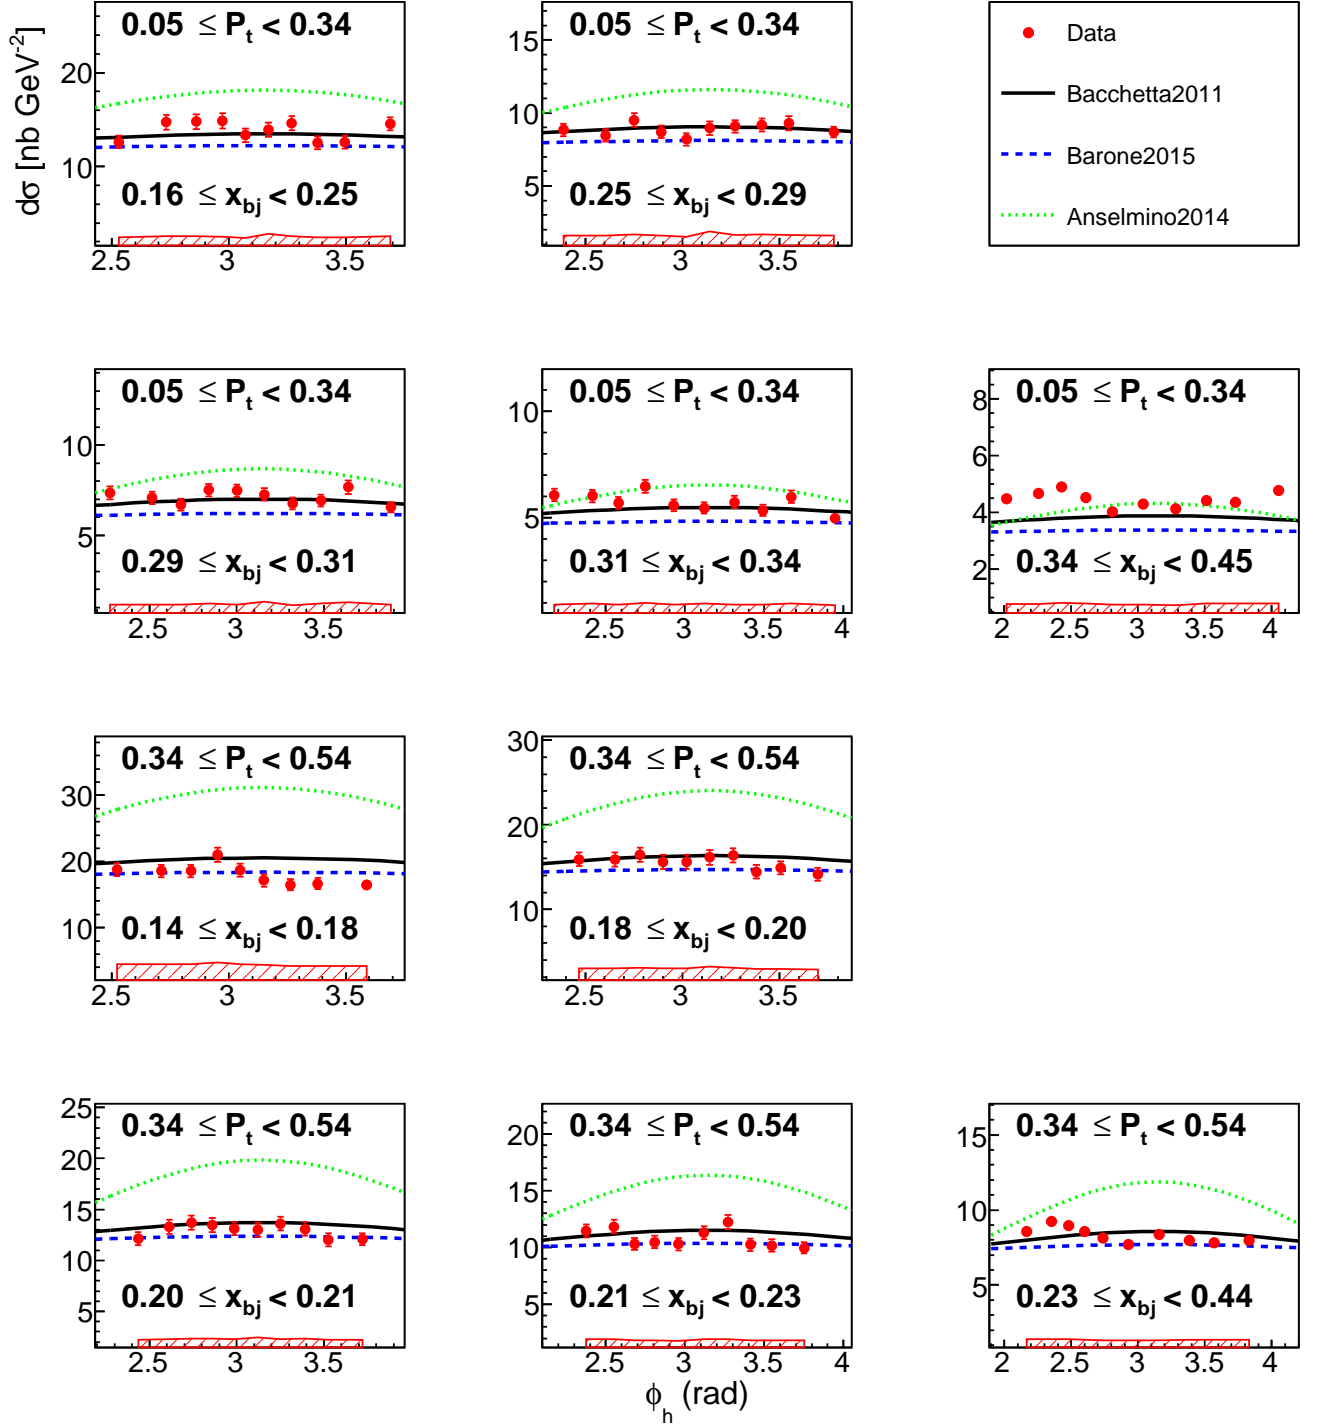 dσ [nb GeV⁻²]
0.05 ≤ Pt < 0.34
0.16 ≤ xbj < 0.25
10
20
2.5 3 3.5
0.05 ≤ Pt < 0.34
0.25 ≤ xbj < 0.29
5
10
15
2.5 3 3.5
Data
Bacchetta2011
Barone2015
Anselmino2014
0.05 ≤ Pt < 0.34
0.29 ≤ xbj < 0.31
5
10
2.5 3 3.5
0.05 ≤ Pt < 0.34
0.31 ≤ xbj < 0.34
5
10
2.5 3 3.5 4
0.05 ≤ Pt < 0.34
0.34 ≤ xbj < 0.45
2
4
6
8
2 2.5 3 3.5 4
0.34 ≤ Pt < 0.54
0.14 ≤ xbj < 0.18
10
20
30
2.5 3 3.5
0.34 ≤ Pt < 0.54
0.18 ≤ xbj < 0.20
10
20
30
2.5 3 3.5
0.34 ≤ Pt < 0.54
0.20 ≤ xbj < 0.21
5
10
15
20
25
2.5 3 3.5
0.34 ≤ Pt < 0.54
0.21 ≤ xbj < 0.23
5
10
15
20
2.5 3 3.5 4
0.34 ≤ Pt < 0.54
0.23 ≤ xbj < 0.44
5
10
15
2 2.5 3 3.5 4
ϕh (rad)